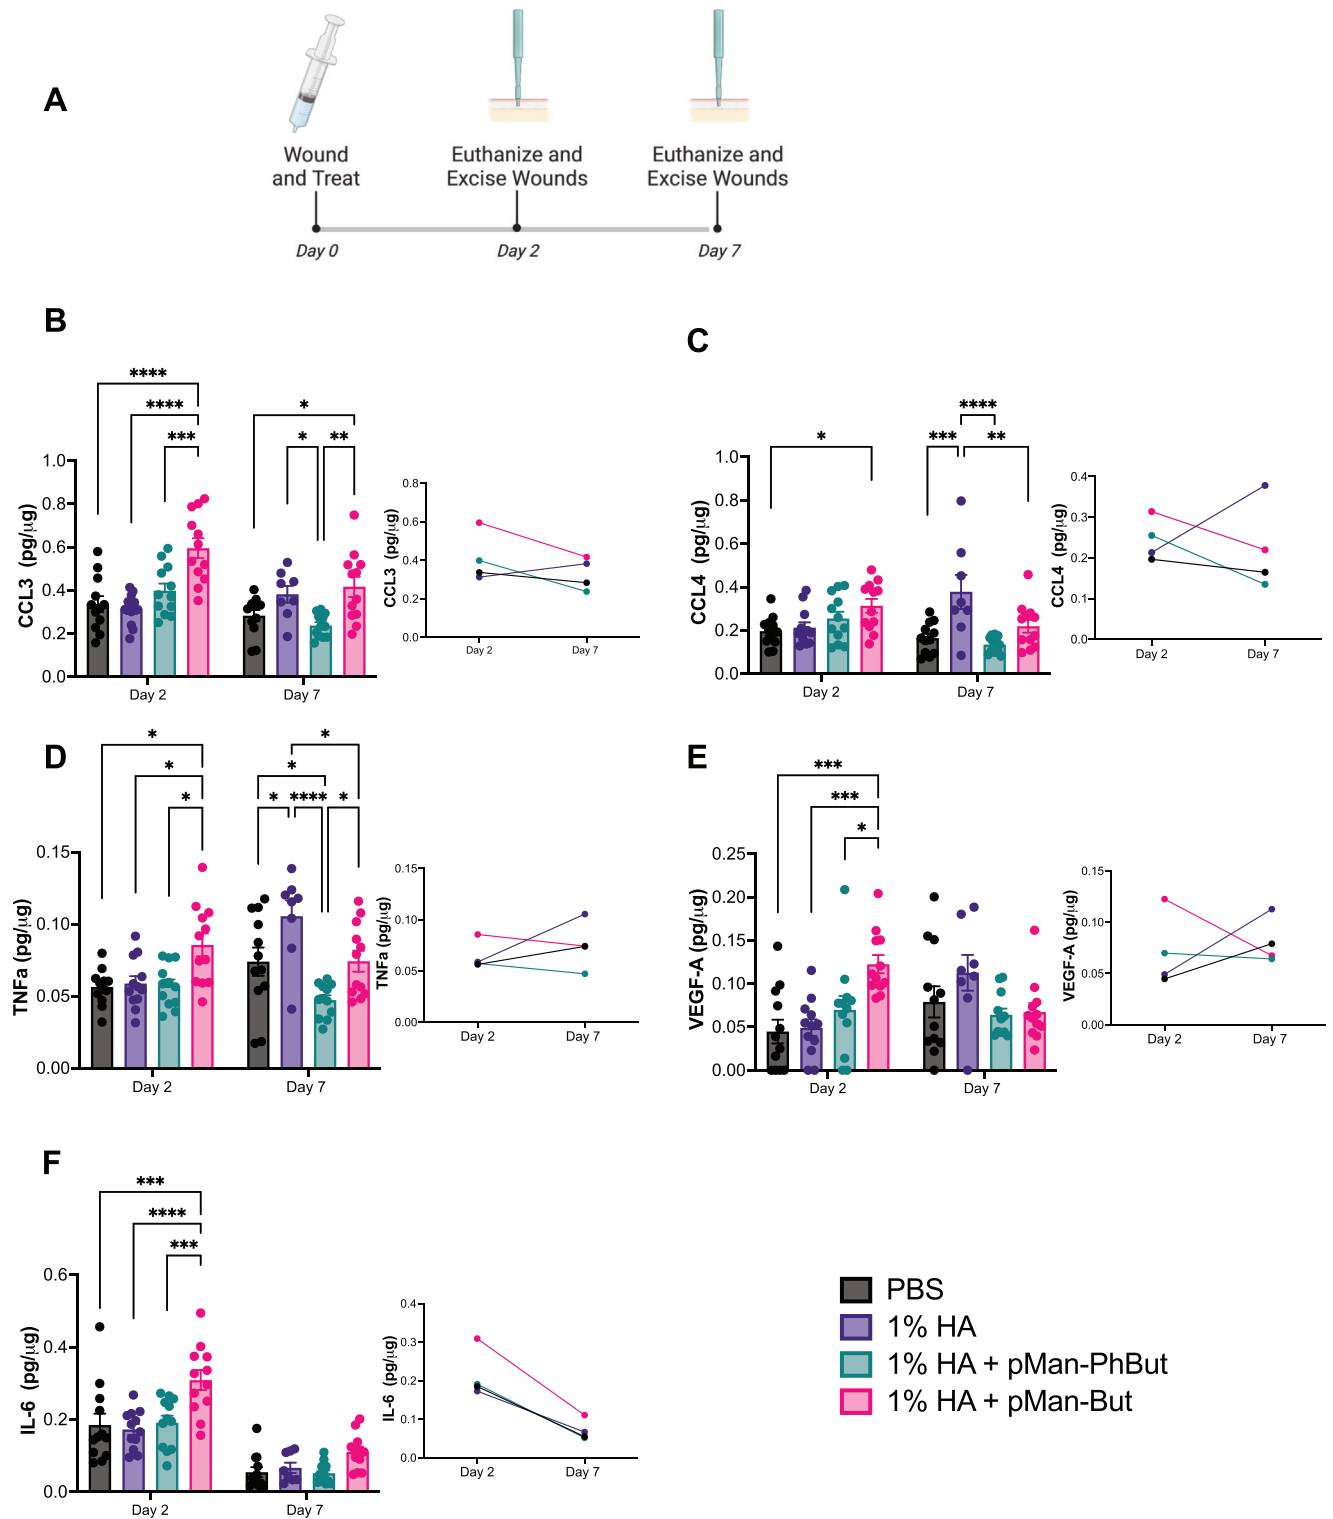 A
Wound
and Treat
Euthanize and
Excise Wounds
Euthanize and
Excise Wounds
Day 0
Day 2
Day 7
B
****
****
***
*
*
**
CCL3 (pg/μg)
1.0
0.8
0.6
0.4
0.2
0.0
Day 2
Day 7
CCL3 (pg/μg)
0.8
0.6
0.4
0.2
0.0
Day 2
Day 7
C
*
****
***
**
CCL4 (pg/μg)
1.0
0.8
0.6
0.4
0.2
0.0
Day 2
Day 7
CCL4 (pg/μg)
0.4
0.3
0.2
0.1
0.0
Day 2
Day 7
D
*
*
*
*
*
*
****
*
TNFa (pg/μg)
0.15
0.10
0.05
0.00
Day 2
Day 7
TNFa (pg/μg)
0.15
0.10
0.05
0.00
Day 2
Day 7
E
***
***
*
VEGF-A (pg/μg)
0.25
0.20
0.15
0.10
0.05
0.00
Day 2
Day 7
VEGF-A (pg/μg)
0.15
0.10
0.05
0.00
Day 2
Day 7
F
***
****
***
IL-6 (pg/μg)
0.6
0.4
0.2
0.0
Day 2
Day 7
IL-6 (pg/μg)
0.4
0.3
0.2
0.1
0.0
Day 2
Day 7
PBS
1% HA
1% HA + pMan-PhBut
1% HA + pMan-But